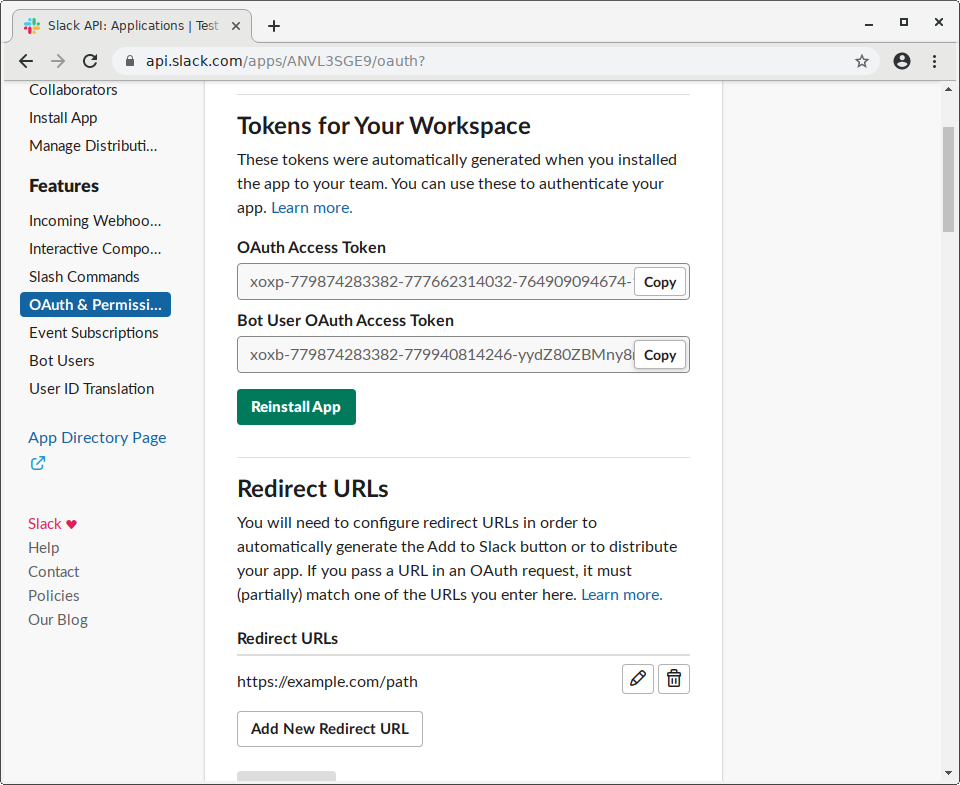 Slack API: Applications | Test
api.slack.com/apps/ANVL3SGE9/oauth?
Collaborators
Install App
Manage Distributi...
Features
Incoming Webhoo...
Interactive Compo...
Slash Commands
OAuth & Permissi...
Event Subscriptions
Bot Users
User ID Translation
App Directory Page
Slack
Help
Contact
Policies
Our Blog
Tokens for Your Workspace
These tokens were automatically generated when you installed
the app to your team. You can use these to authenticate your
app. Learn more.
OAuth Access Token
xoxp-779874283382-777662314032-764909094674- Copy
Bot User OAuth Access Token
xoxb-779874283382-779940814246-yydZ80ZBMny8 Copy
Reinstall App
Redirect URLs
You will need to configure redirect URLs in order to
automatically generate the Add to Slack button or to distribute
your app. If you pass a URL in an OAuth request, it must
(partially) match one of the URLs you enter here. Learn more.
Redirect URLs
https://example.com/path
Add New Redirect URL